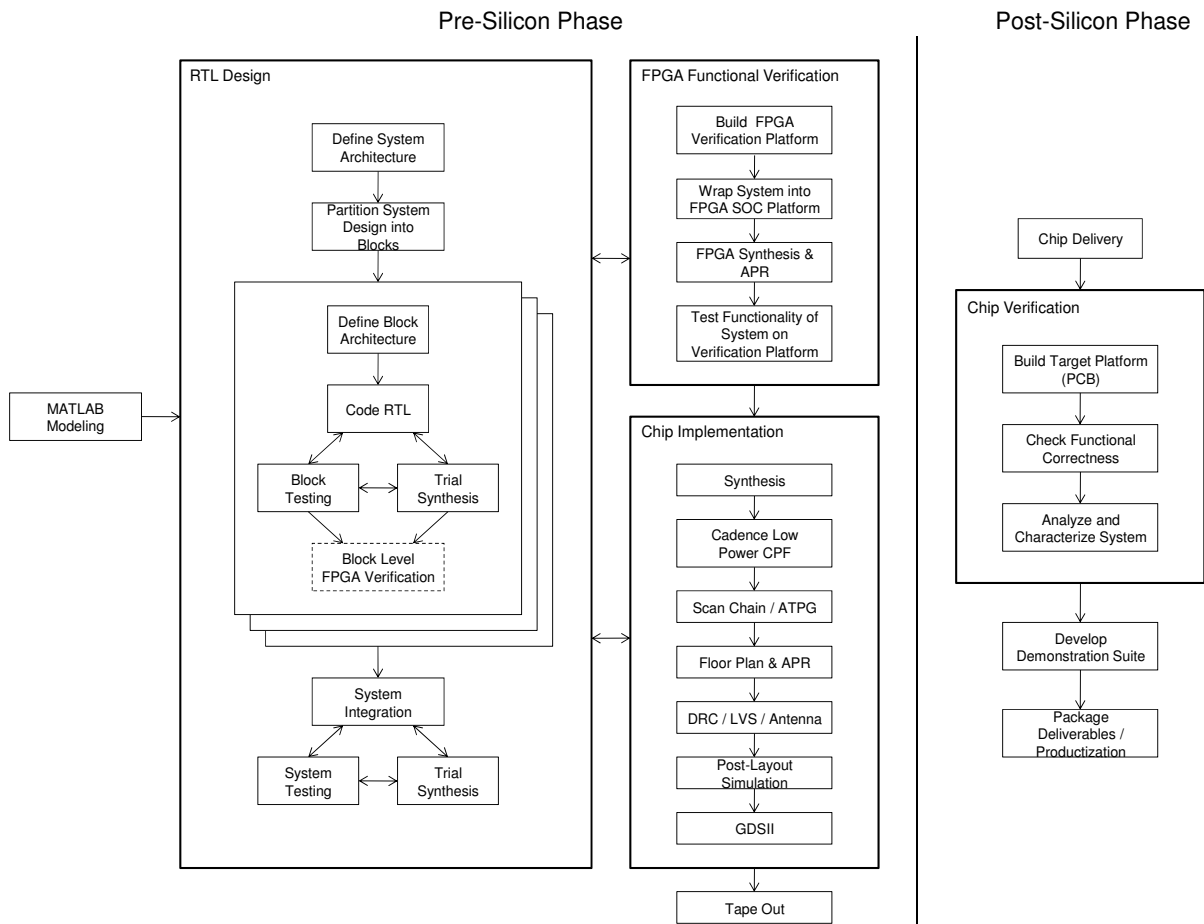 Pre-Silicon Phase
Post-Silicon Phase
MATLAB
Modeling
RTL Design
Define System
Architecture
Partition System
Design into
Blocks
Define Block
Architecture
Code RTL
Block
Testing
Trial
Synthesis
Block Level
FPGA Verification
System
Integration
System
Testing
Trial
Synthesis
FPGA Functional Verification
Build FPGA
Verification Platform
Wrap System into
FPGA SOC Platform
FPGA Synthesis &
APR
Test Functionality of
System on
Verification Platform
Chip Implementation
Synthesis
Cadence Low
Power CPF
Scan Chain / ATPG
Floor Plan & APR
DRC / LVS / Antenna
Post-Layout
Simulation
GDSII
Tape Out
Chip Delivery
Chip Verification
Build Target Platform
(PCB)
Check Functional
Correctness
Analyze and
Characterize System
Develop
Demonstration Suite
Package
Deliverables /
Productization